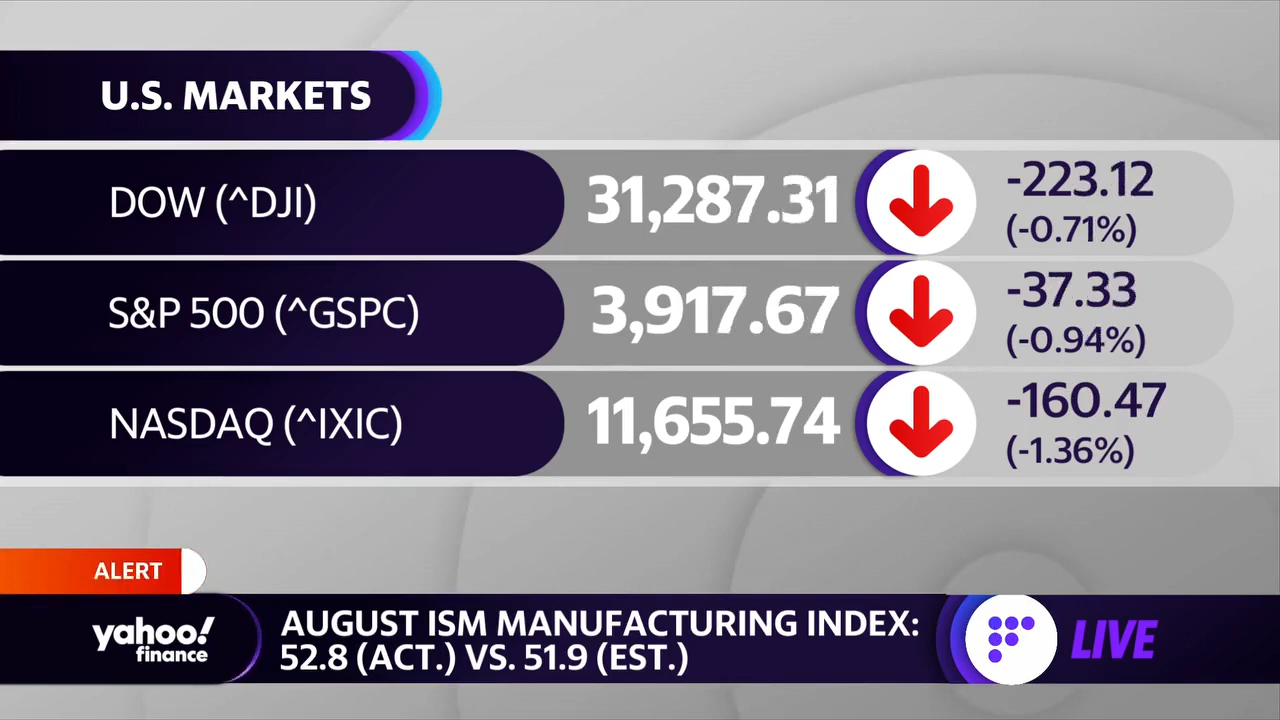 U.S. MARKETS
DOW (^DJI) 31,287.31 -223.12
(-0.71%)
S&P 500 (^GSPC) 3,917.67 -37.33
(-0.94%)
NASDAQ (^IXIC) 11,655.74 -160.47
(-1.36%)
ALERT
yahoo!
finance
AUGUST ISM MANUFACTURING INDEX:
52.8 (ACT.) VS. 51.9 (EST.)
LIVE